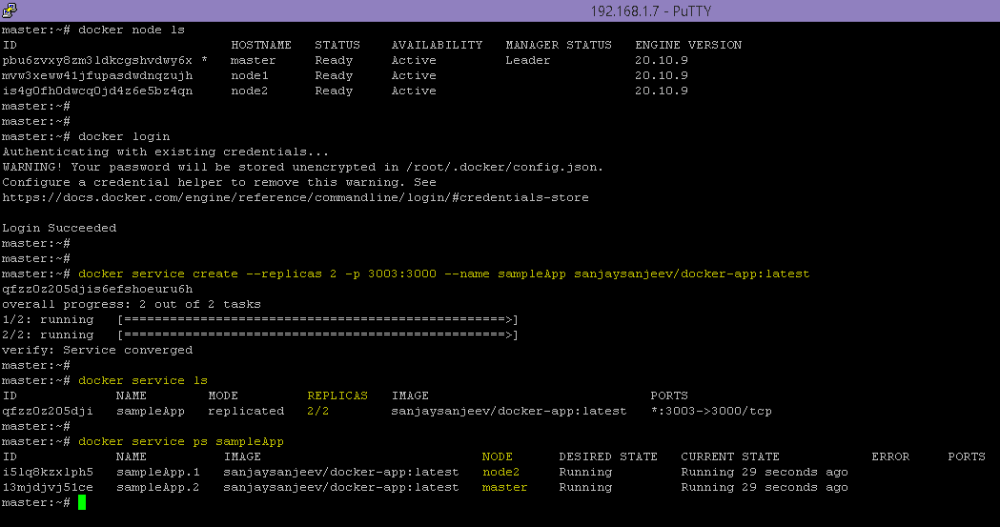 192.168.1.7 - PuTTY
master:~# docker node ls
ID HOSTNAME STATUS AVAILABILITY MANAGER STATUS ENGINE VERSION
pbu6zvxy8zm3ldkcgshvdwy6x * master Ready Active Leader 20.10.9
mvw3xeww41jfupasdwdnqzujh node1 Ready Active 20.10.9
is4g0fh0dwcq0jd4z6e5bz4qn node2 Ready Active 20.10.9
master:~#
master:~#
master:~# docker login
Authenticating with existing credentials...
WARNING! Your password will be stored unencrypted in /root/.docker/config.json.
Configure a credential helper to remove this warning. See
https://docs.docker.com/engine/reference/commandline/login/#credentials-store
Login Succeeded
master:~#
master:~#
master:~# docker service create --replicas 2 -p 3003:3000 --name sampleApp sanjaysanjeev/docker-app:latest
qfzz0z205djis6efshoeuru6h
overall progress: 2 out of 2 tasks
1/2: running [==================================================>]
2/2: running [==================================================>]
verify: Service converged
master:~#
master:~# docker service ls
ID NAME MODE REPLICAS IMAGE PORTS
qfzz0z205dji sampleApp replicated 2/2 sanjaysanjeev/docker-app:latest *:3003->3000/tcp
master:~#
master:~# docker service ps sampleApp
ID NAME IMAGE NODE DESIRED STATE CURRENT STATE ERROR PORTS
i5lq8kzxlph5 sampleApp.1 sanjaysanjeev/docker-app:latest node2 Running Running 29 seconds ago
13mjdjvj51ce sampleApp.2 sanjaysanjeev/docker-app:latest master Running Running 29 seconds ago
master:~#